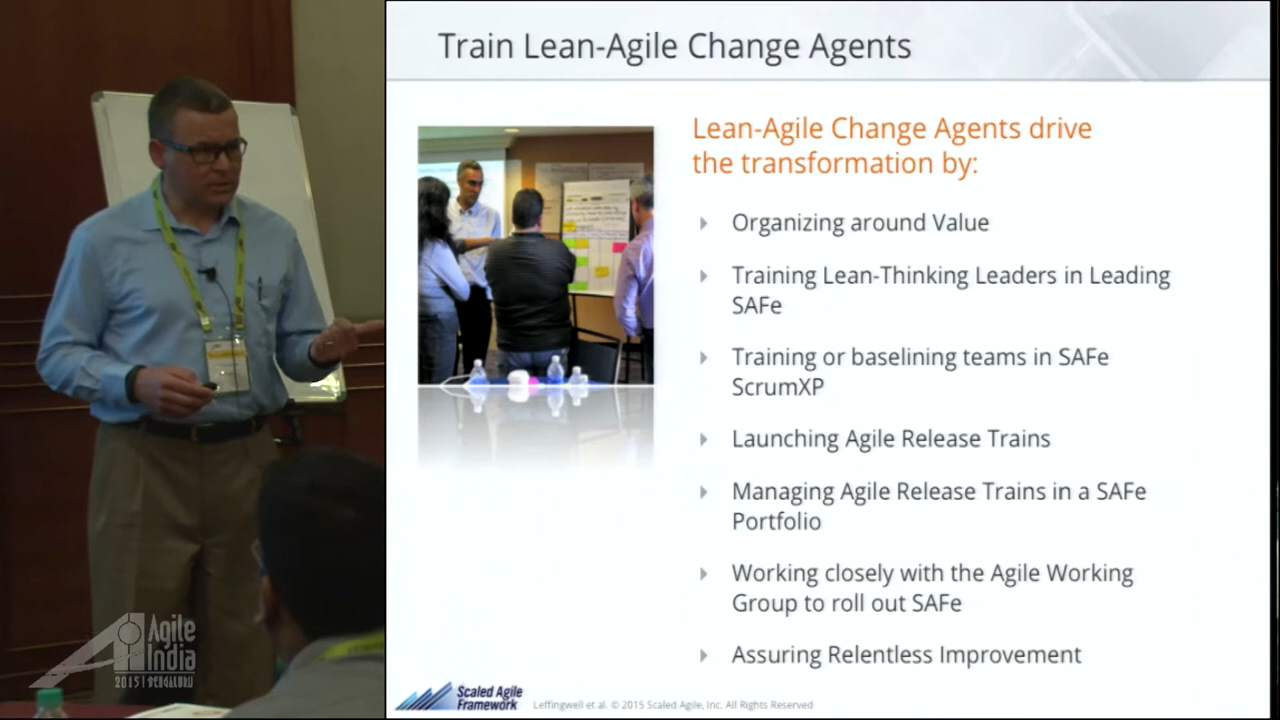 Train Lean-Agile Change Agents
Lean-Agile Change Agents drive
the transformation by:
Organizing around Value
Training Lean-Thinking Leaders in Leading
SAFe
Training or baselining teams in SAFe
ScrumXP
Launching Agile Release Trains
Managing Agile Release Trains in a SAFe
Portfolio
Working closely with the Agile Working
Group to roll out SAFe
Assuring Relentless Improvement
Scaled Agile
Framework
Leffingwell et al. © 2015 Scaled Agile, Inc. All Rights Reserved
Agile
India
2015 | BENGALURU